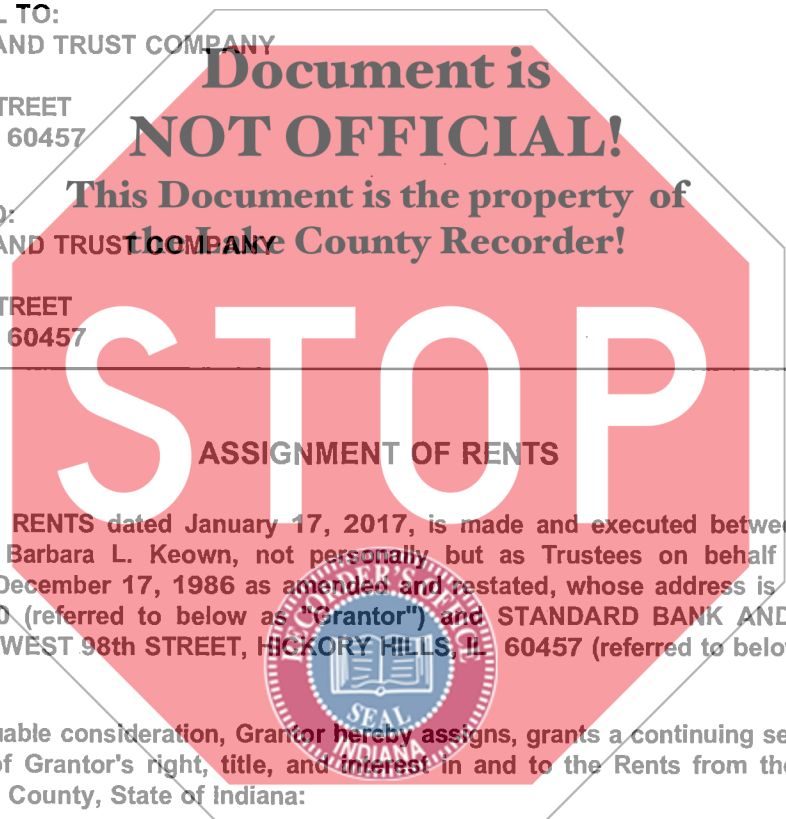 L TO:
AND TRUST COMPANY
Document is
TREET
60457
NOT OFFICIAL!
This Document is the property of
O:
AND TRUST COMPANY
the Lake County Recorder!
TREET
60457
STOP
ASSIGNMENT OF RENTS
RENTS dated January 17, 2017, is made and executed betwee
Barbara L. Keown, not personally but as Trustees on behalf
December 17, 1986 as amended and restated, whose address is
0 (referred to below as "Grantor") and STANDARD BANK AND
WEST 98th STREET, HICKORY HILLS, IL 60457 (referred to below
RECORDER'S OFFICE
SEAL
INDIANA
uable consideration, Grantor hereby assigns, grants a continuing se
of Grantor's right, title, and interest in and to the Rents from the
County, State of Indiana: